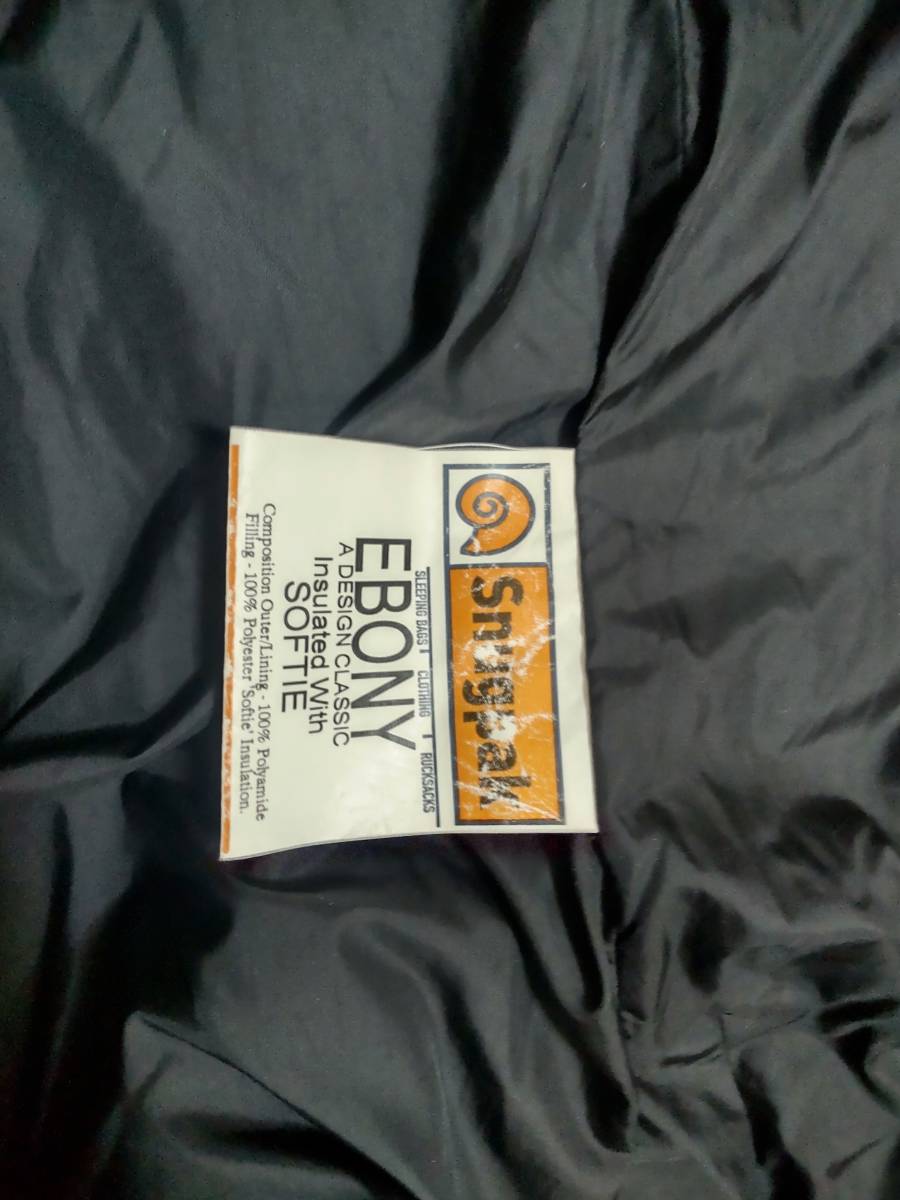 Snugpak
SLEEPING BAGS | CLOTHING | RUCKSACKS
EBONY
A DESIGN CLASSIC
Insulated With
SOFTIE
Composition Outer/Lining - 100% Polyamide
Filling - 100% Polyester 'Softie' Insulation.